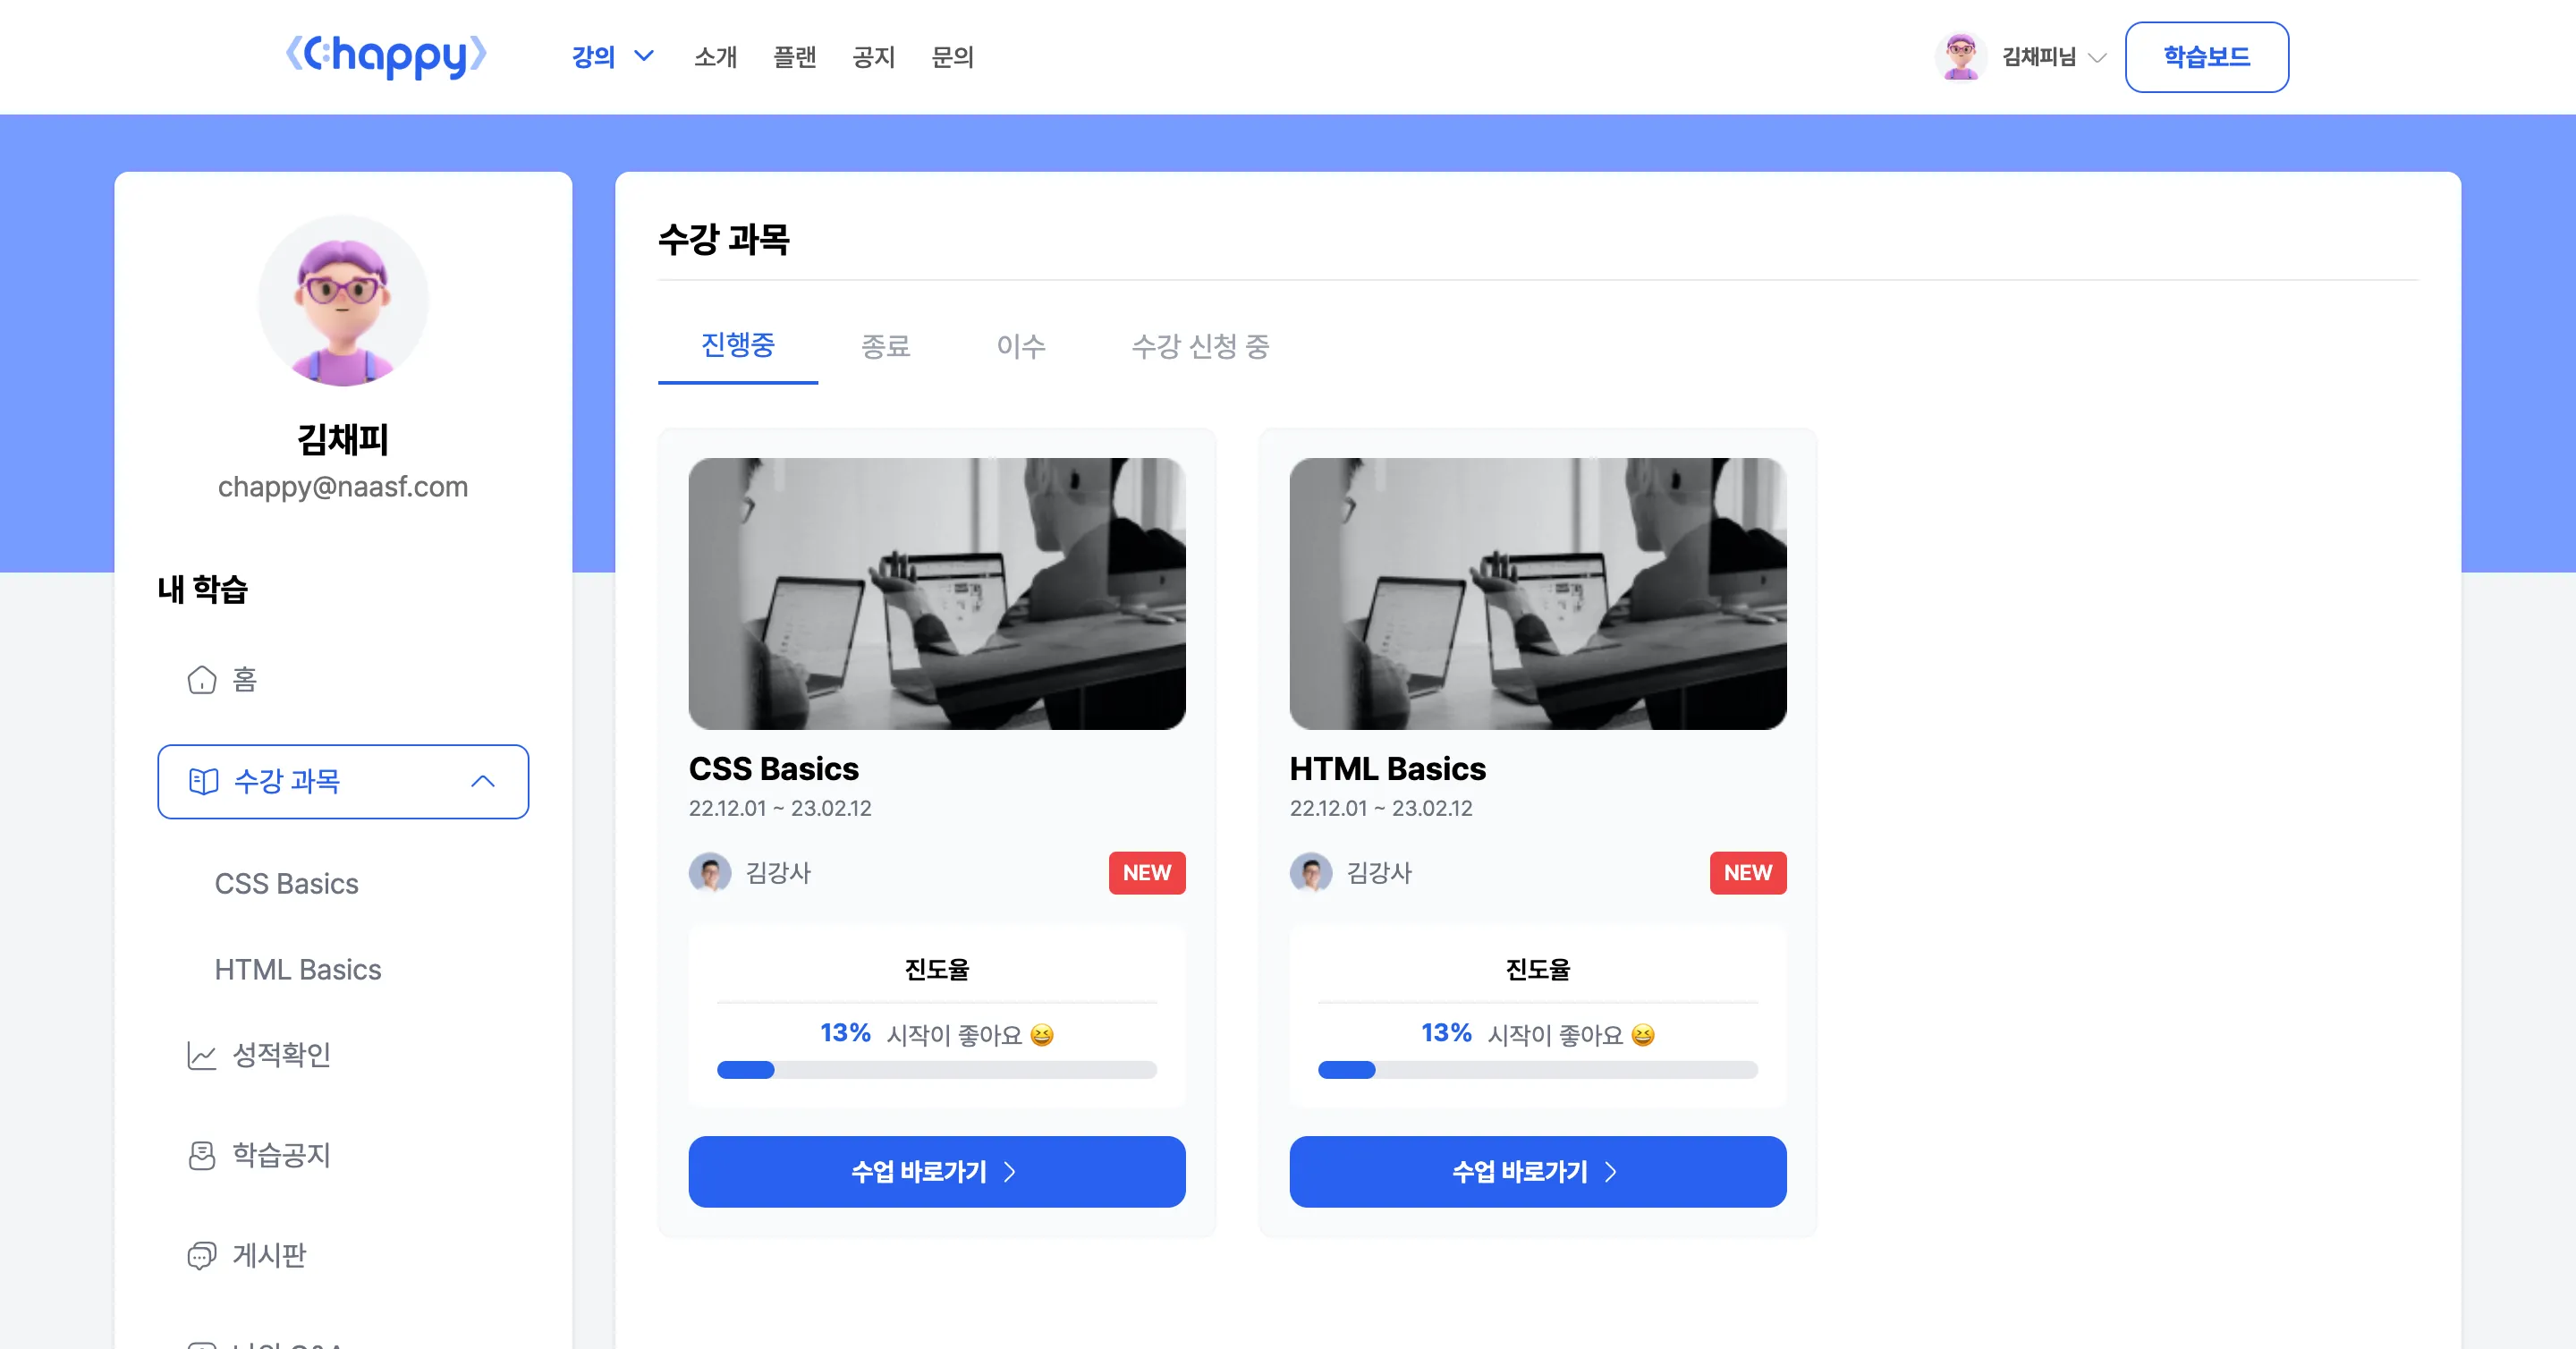 Chappy
강의
소개
플랜
공지
문의
김채피님
학습보드
김채피
chappy@naasf.com
내 학습
홈
수강 과목
CSS Basics
HTML Basics
성적확인
학습공지
게시판
수강 과목
진행중
종료
이수
수강 신청 중
CSS Basics
22.12.01 ~ 23.02.12
김강사
NEW
진도율
13% 시작이 좋아요 😆
수업 바로가기
HTML Basics
22.12.01 ~ 23.02.12
김강사
NEW
진도율
13% 시작이 좋아요 😆
수업 바로가기